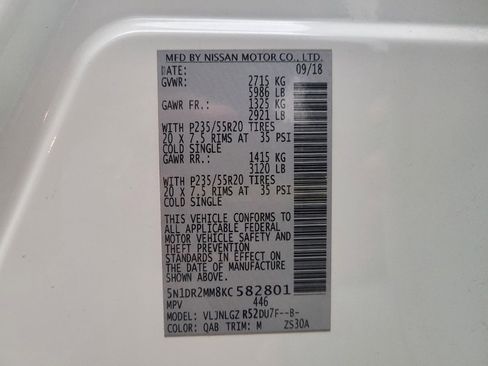 MFD BY NISSAN MOTOR CO., LTD.
DATE: 09/18
GVWR: 2715 KG
5986 LB
GAWR FR.: 1325 KG
2921 LB
WITH P235/55R20 TIRES
20 X 7.5 RIMS AT 35 PSI
COLD SINGLE
GAWR RR.: 1415 KG
3120 LB
WITH P235/55R20 TIRES
20 X 7.5 RIMS AT 35 PSI
COLD SINGLE
THIS VEHICLE CONFORMS TO
ALL APPLICABLE FEDERAL
MOTOR VEHICLE SAFETY AND
THEFT PREVENTION
STANDARDS IN EFFECT ON
THE DATE OF MANUFACTURE
SHOWN ABOVE.
5N1DR2MM8KC582801
MPV 446
MODEL: VLJNLGZ R52DU7F--B-
COLOR: QAB TRIM: M ZS30A